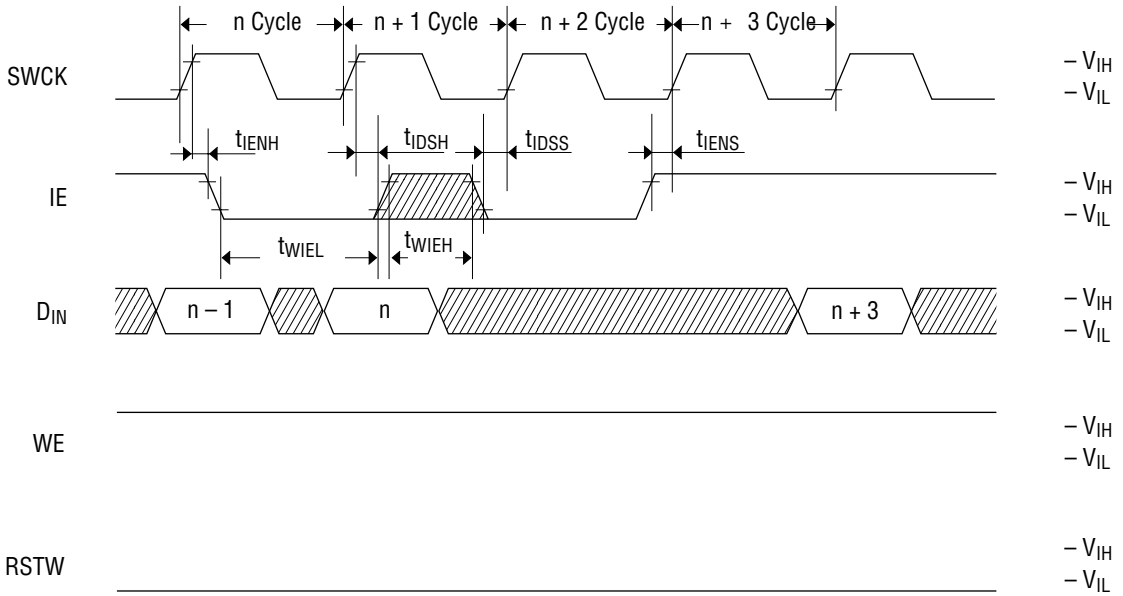 n Cycle n + 1 Cycle n + 2 Cycle n + 3 Cycle
SWCK – VIH
– VIL
tIENH tIDSH tIDSS tIENS
IE – VIH
– VIL
tWIEL tWIEH
DIN n – 1 n n + 3 – VIH
– VIL
WE – VIH
– VIL
RSTW – VIH
– VIL